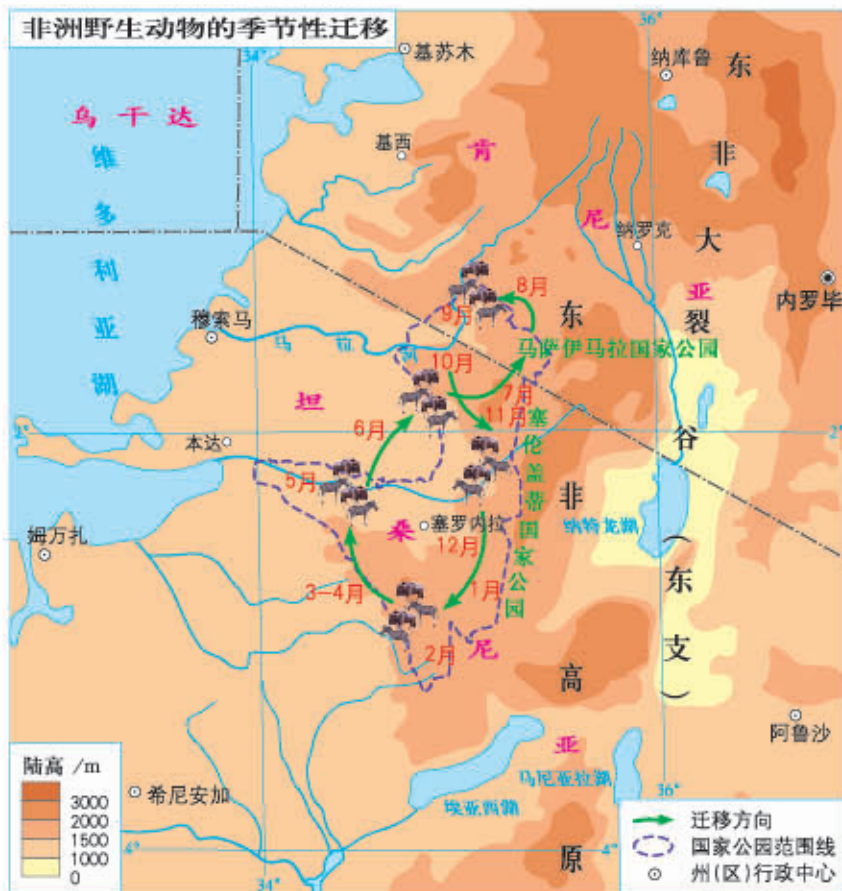 非洲野生动物的季节性迁移
36°
34°
基苏木
纳库鲁
东非大裂谷(东支)
乌干达
维多利亚湖
基西
肯尼亚
纳罗克
内罗毕
8月
9月
穆索马
马拉河
东非高原
马萨伊马拉国家公园
10月
7月
11月
坦桑尼亚
6月
塞伦盖蒂国家公园
2°
2°
本达
5月
塞罗内拉
纳特龙湖
姆万扎
12月
1月
3-4月
2月
阿鲁沙
马尼亚拉湖
埃亚西湖
希尼安加
36°
4°
4°
34°
陆高 /m
3000
2000
1500
1000
0
迁移方向
国家公园范围线
州(区)行政中心